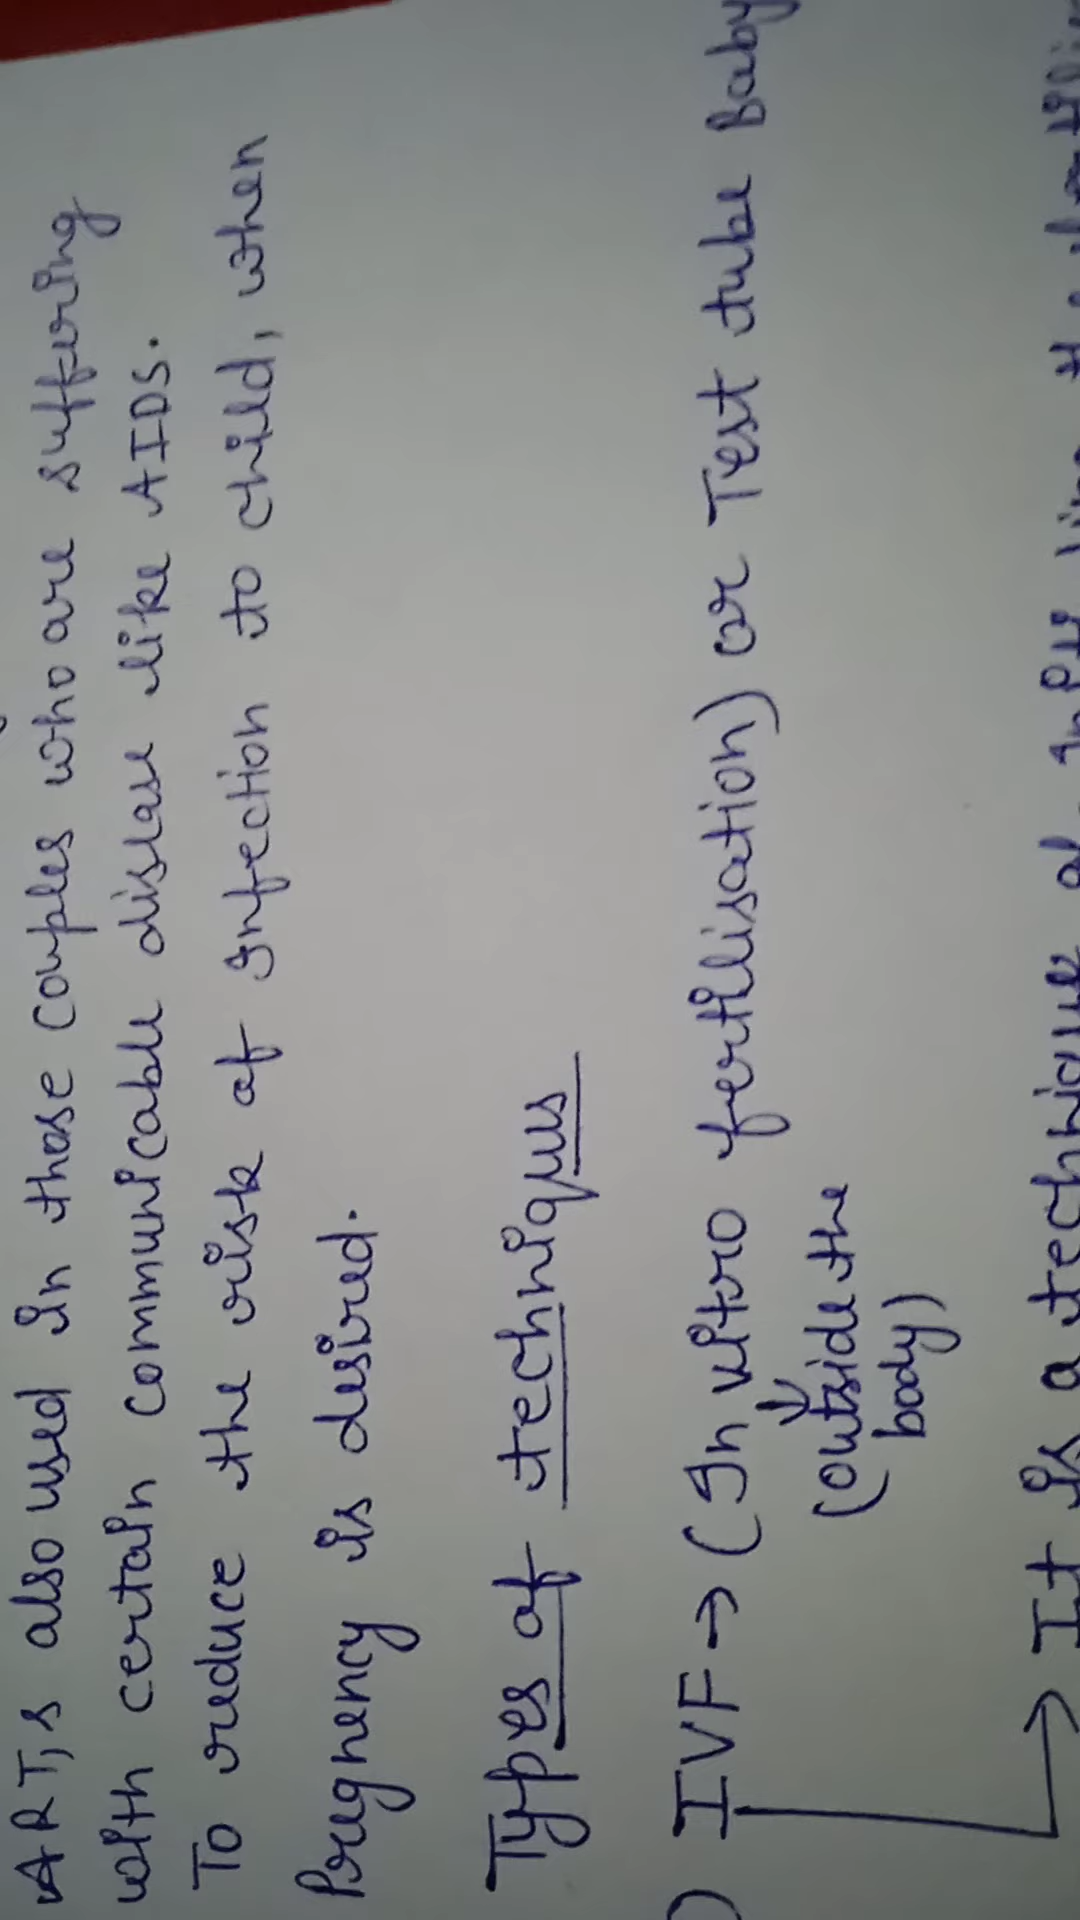 ART,s also used in those couples who are suffering
with certain communicable disease like AIDS.
To reduce the risk of infection to child, when
Pregnency is desired.
Types of techniques
) IVF → (In vitro fertilisation) or Test tube Baby
(outside the
body)
→ It is a technique